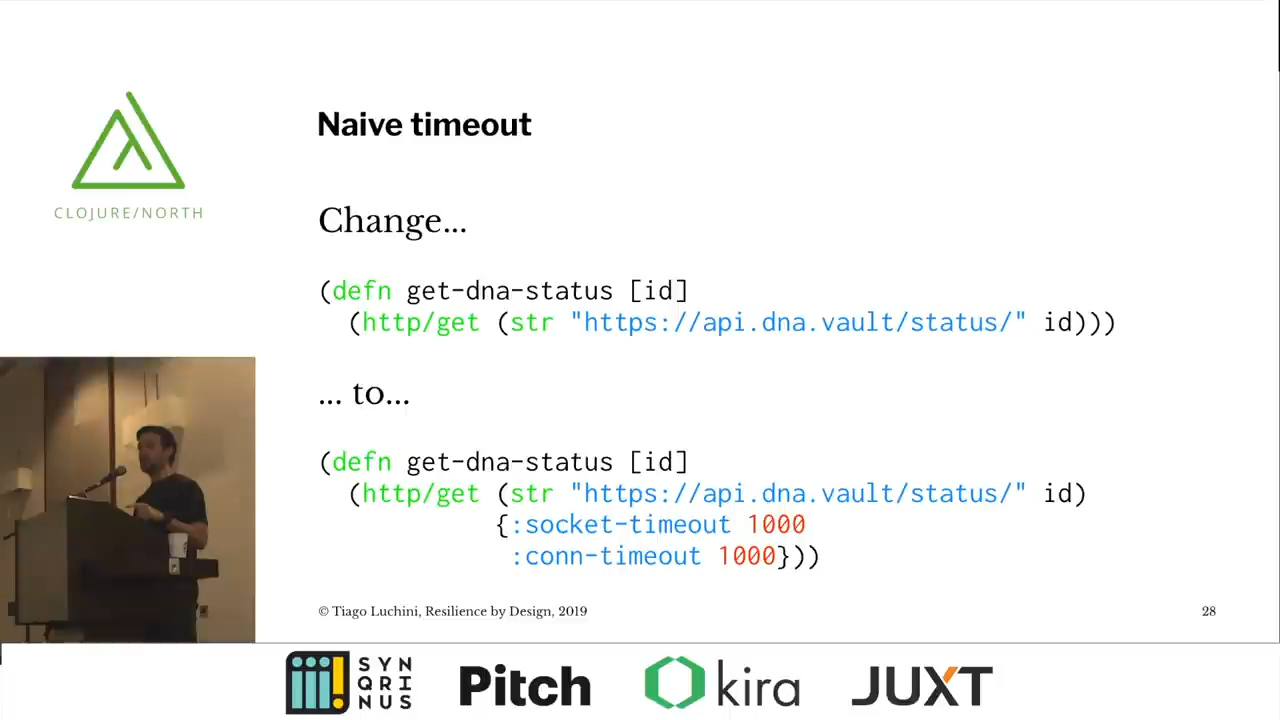 Naive timeout
CLOJURE/NORTH
Change...
(defn get-dna-status [id]
(http/get (str "https://api.dna.vault/status/" id)))
... to...
(defn get-dna-status [id]
(http/get (str "https://api.dna.vault/status/" id)
{:socket-timeout 1000
:conn-timeout 1000}))
© Tiago Luchini, Resilience by Design, 2019
28
SYN
QRI
NUS
Pitch
kira
JUXT